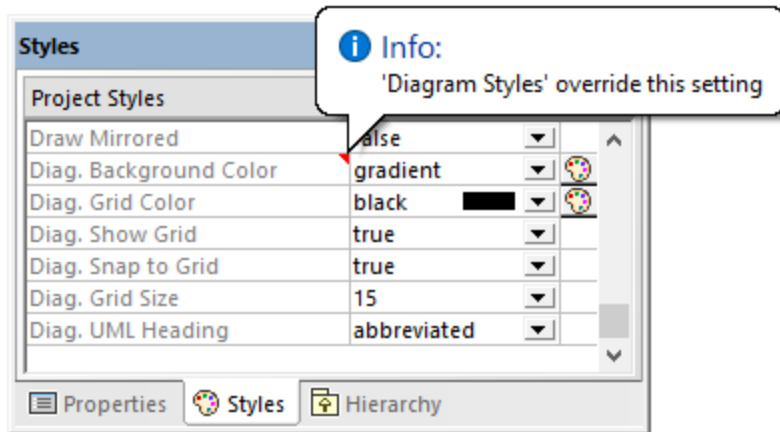 Styles
Info:
'Diagram Styles' override this setting
Project Styles
Draw Mirrored alse
Diag. Background Color gradient
Diag. Grid Color black
Diag. Show Grid true
Diag. Snap to Grid true
Diag. Grid Size 15
Diag. UML Heading abbreviated
Properties Styles Hierarchy